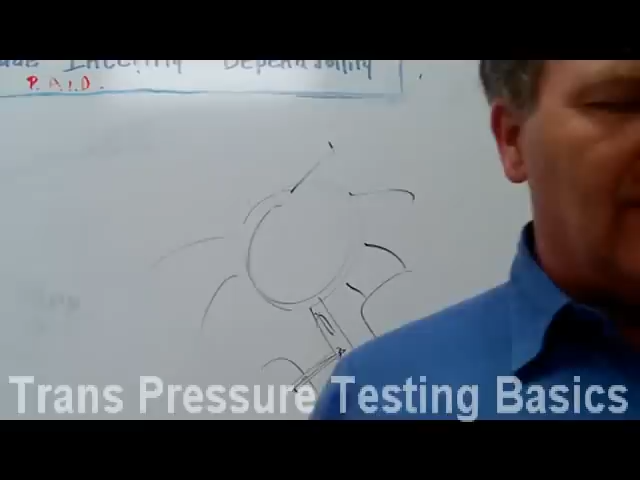 Integrity Dependability
P.A.I.D.
Trans Pressure Testing Basics